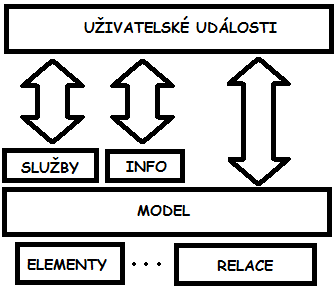 UŽIVATELSKÉ UDÁLOSTI
SLUŽBY
INFO
MODEL
ELEMENTY
...
RELACE